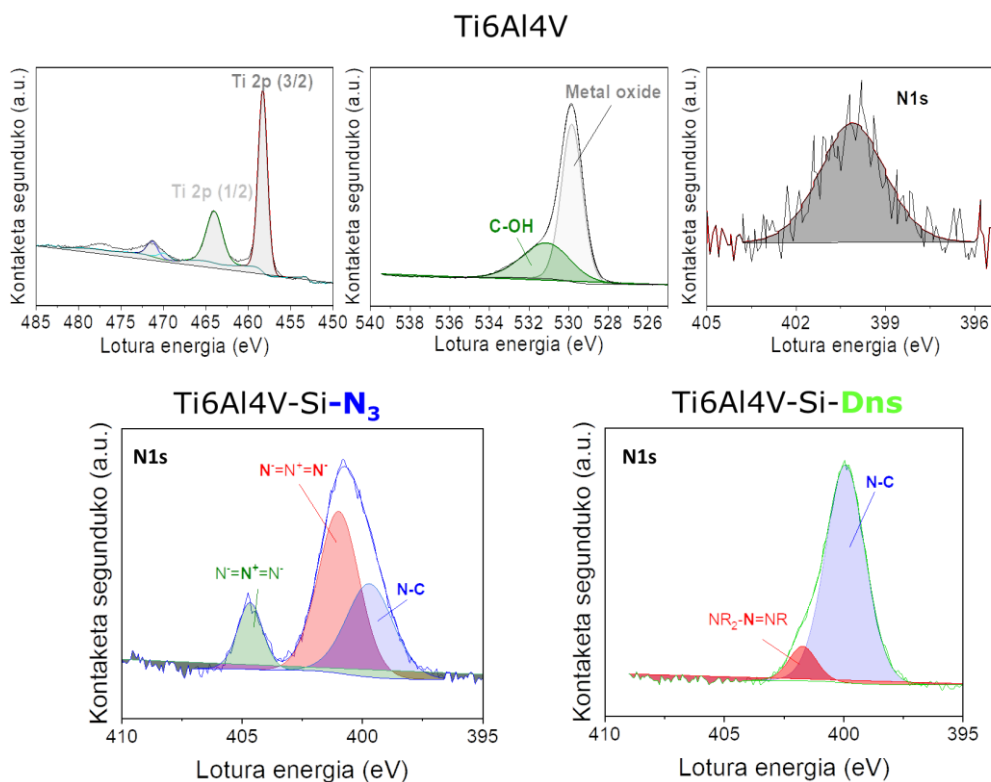 Ti6Al4V
Kontaketa segunduko (a.u.)
Ti 2p (3/2)
Ti 2p (1/2)
485 480 475 470 465 460 455 450
Lotura energia (eV)
Kontaketa segunduko (a.u.)
Metal oxide
C-OH
540 538 536 534 532 530 528 526
Lotura energia (eV)
Kontaketa segunduko (a.u.)
N1s
405 402 399 396
Lotura energia (eV)
Ti6Al4V-Si-N₃
Kontaketa segunduko (a.u.)
N1s
N⁻=N⁺=N⁻
N⁻=N⁺=N⁻
N-C
410 405 400 395
Lotura energia (eV)
Ti6Al4V-Si-Dns
Kontaketa segunduko (a.u.)
N1s
N-C
NR₂-N=NR
410 405 400 395
Lotura energia (eV)